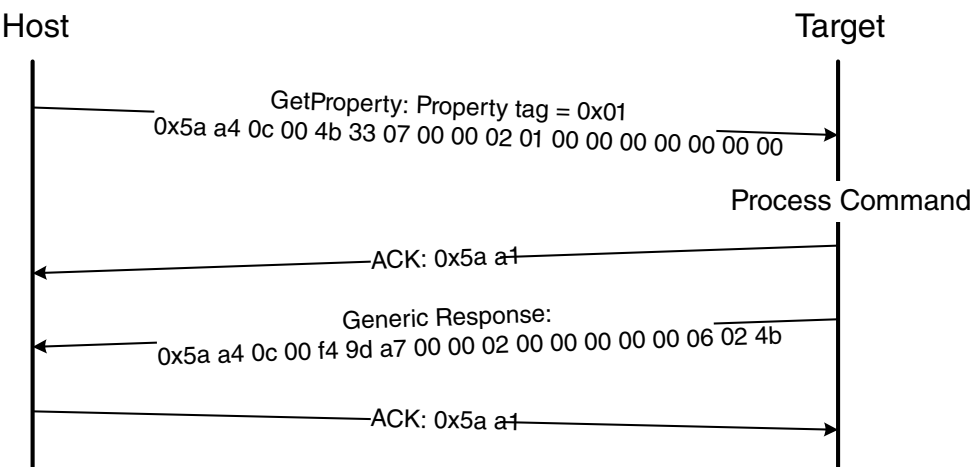 Host
Target
GetProperty: Property tag = 0x01
0x5a a4 0c 00 4b 33 07 00 00 02 01 00 00 00 00 00 00 00
Process Command
ACK: 0x5a a1
Generic Response:
0x5a a4 0c 00 f4 9d a7 00 00 02 00 00 00 00 00 06 02 4b
ACK: 0x5a a1